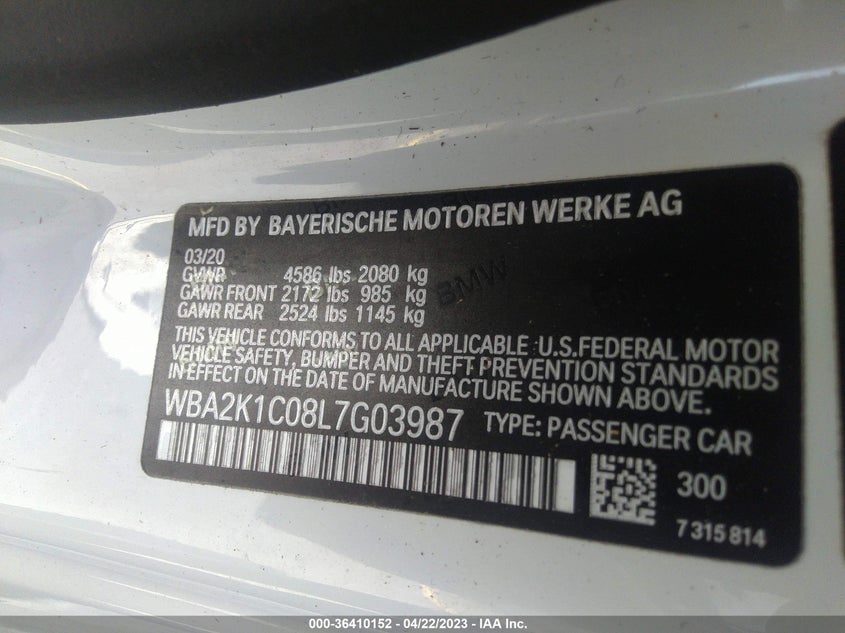 MFD BY BAYERISCHE MOTOREN WERKE AG
03/20
GVWR 4586 lbs 2080 kg
GAWR FRONT 2172 lbs 985 kg
GAWR REAR 2524 lbs 1145 kg
THIS VEHICLE CONFORMS TO ALL APPLICABLE U.S.FEDERAL MOTOR
VEHICLE SAFETY, BUMPER AND THEFT PREVENTION STANDARDS
IN EFFECT ON THE DATE OF MANUFACTURE SHOWN ABOVE.
WBA2K1C08L7G03987 TYPE: PASSENGER CAR
300
7 315 814
BMW
000-36410152 - 04/22/2023 - IAA Inc.